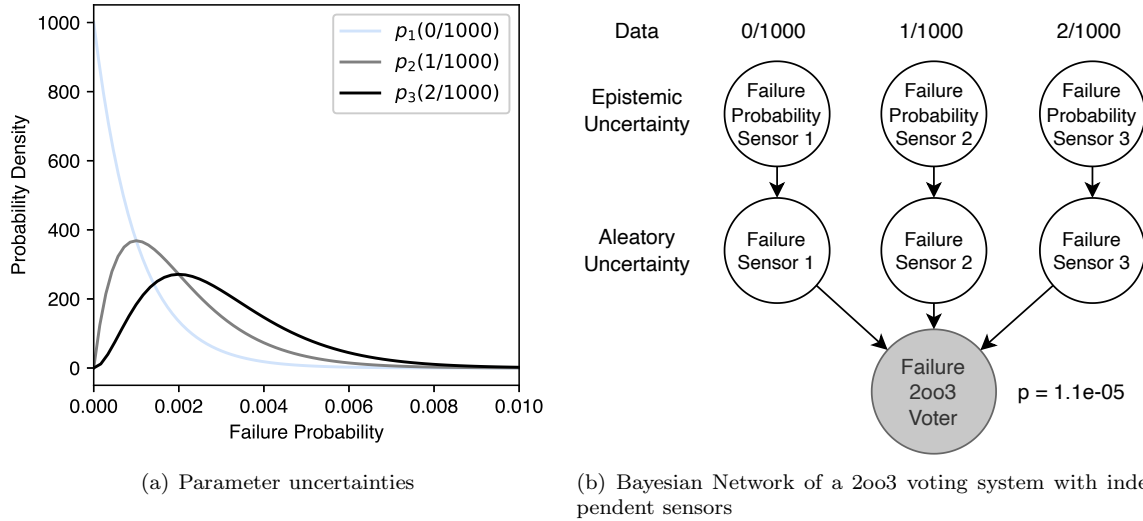 1000
800
600
400
200
0
0.000
0.002
0.004
0.006
0.008
0.010
Probability Density
Failure Probability
p₁(0/1000)
p₂(1/1000)
p₃(2/1000)
(a) Parameter uncertainties
Data
0/1000
1/1000
2/1000
Epistemic
Uncertainty
Failure
Probability
Sensor 1
Failure
Probability
Sensor 2
Failure
Probability
Sensor 3
Aleatory
Uncertainty
Failure
Sensor 1
Failure
Sensor 2
Failure
Sensor 3
Failure
2oo3
Voter
p = 1.1e-05
(b) Bayesian Network of a 2oo3 voting system with inde
pendent sensors